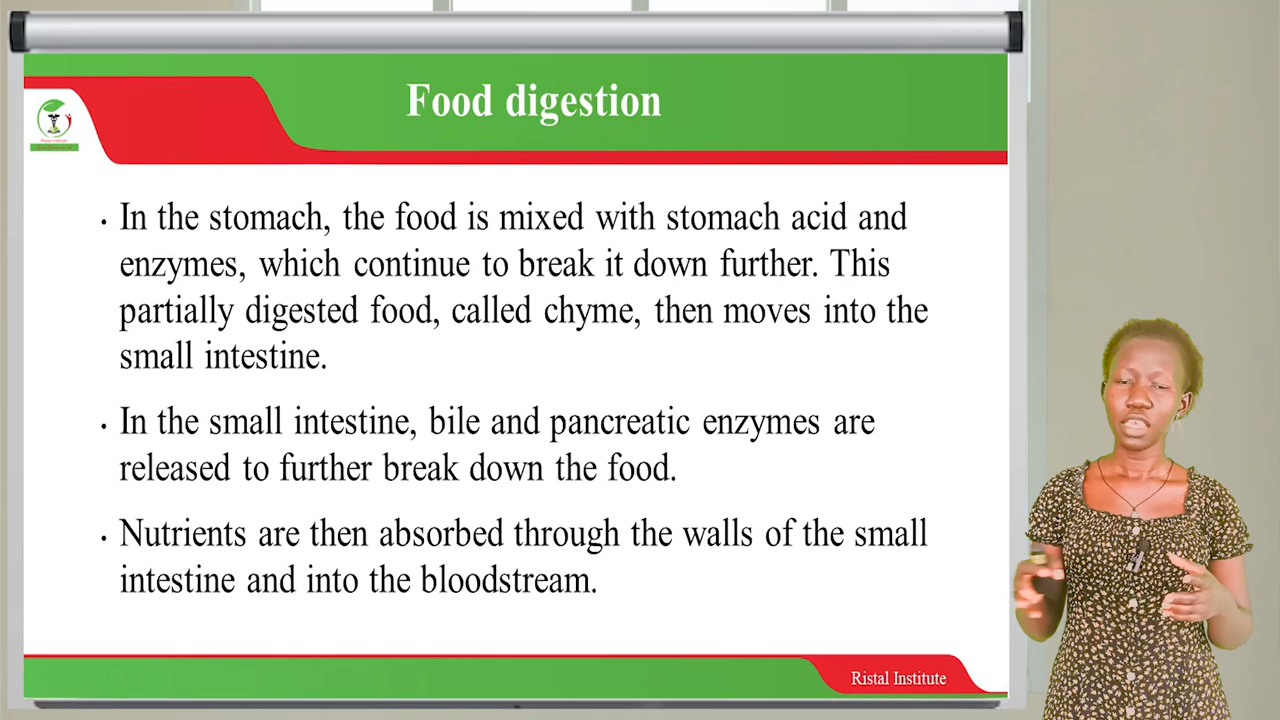 Food digestion
• In the stomach, the food is mixed with stomach acid and
enzymes, which continue to break it down further. This
partially digested food, called chyme, then moves into the
small intestine.
• In the small intestine, bile and pancreatic enzymes are
released to further break down the food.
• Nutrients are then absorbed through the walls of the small
intestine and into the bloodstream.
Ristal Institute